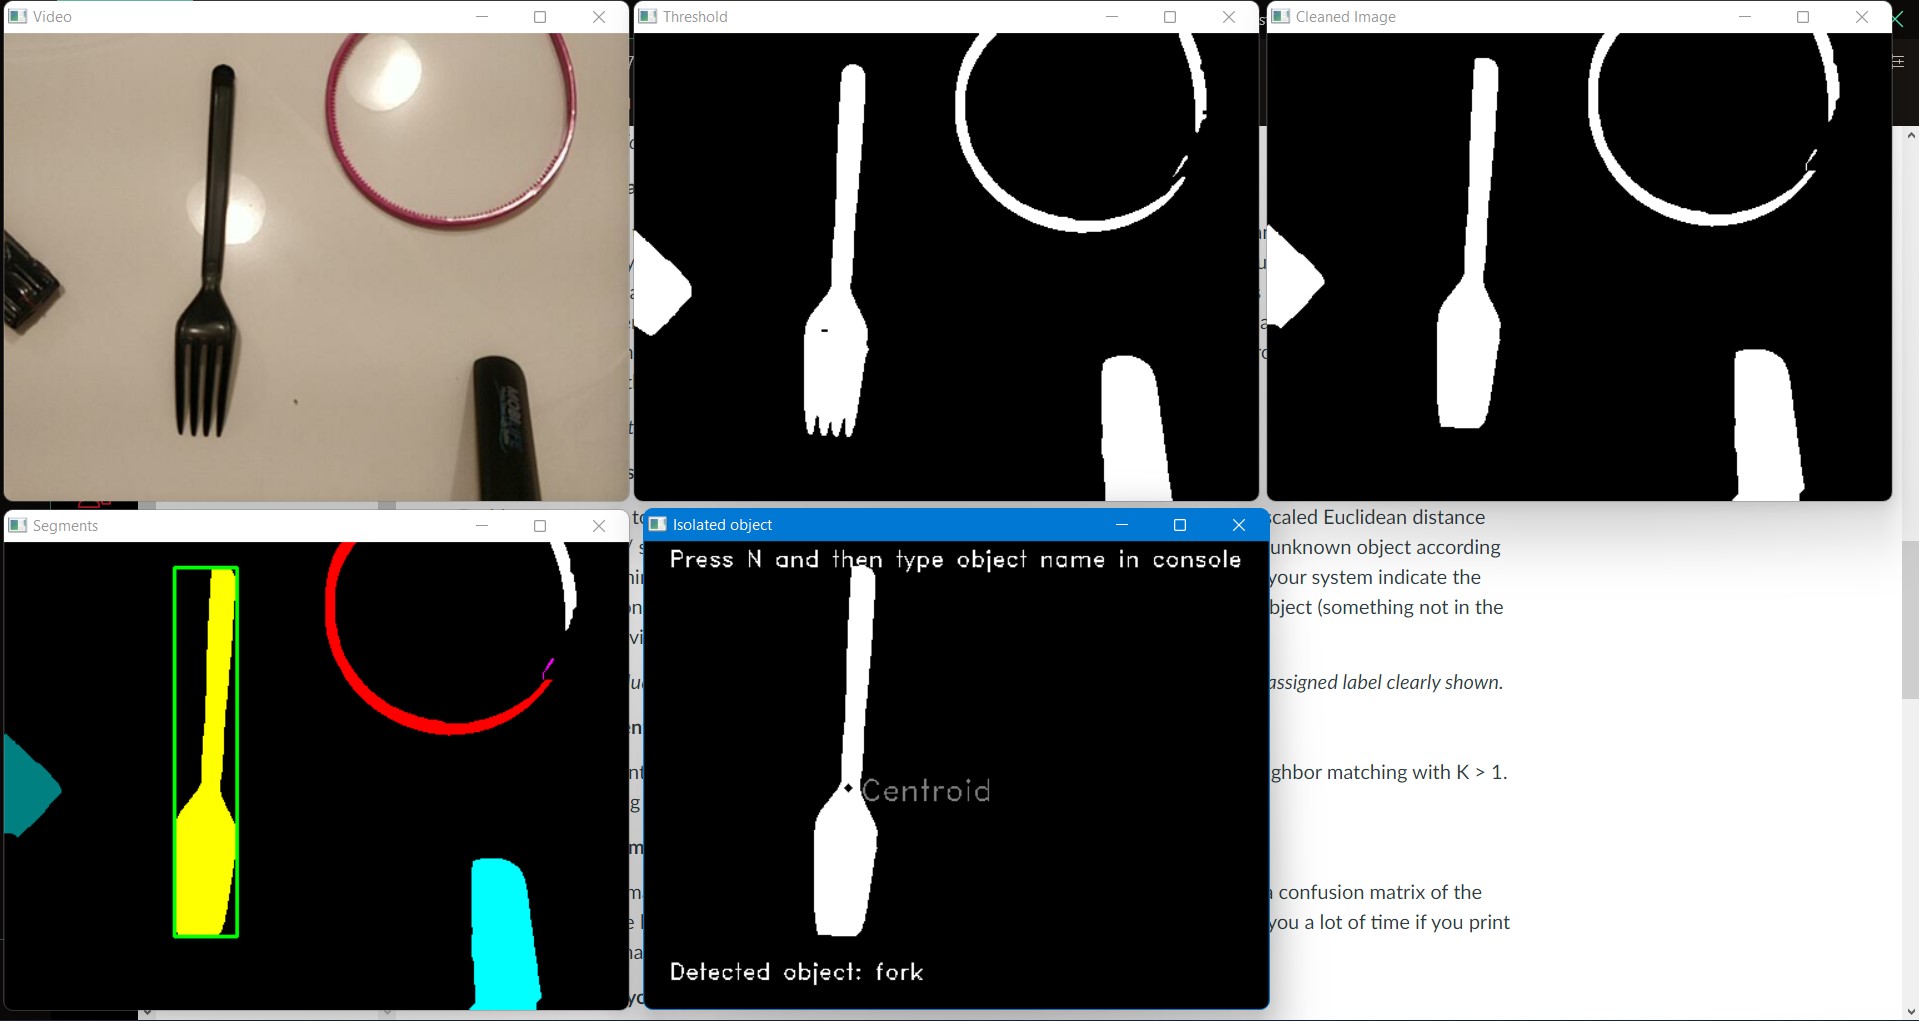 Video
Threshold
Cleaned Image
Segments
Isolated object
Press N and then type object name in console
Centroid
Detected object: fork
scaled Euclidean distance
unknown object according
your system indicate the
bject (something not in the
assigned label clearly shown.
ghbor matching with K > 1.
a confusion matrix of the
you a lot of time if you print